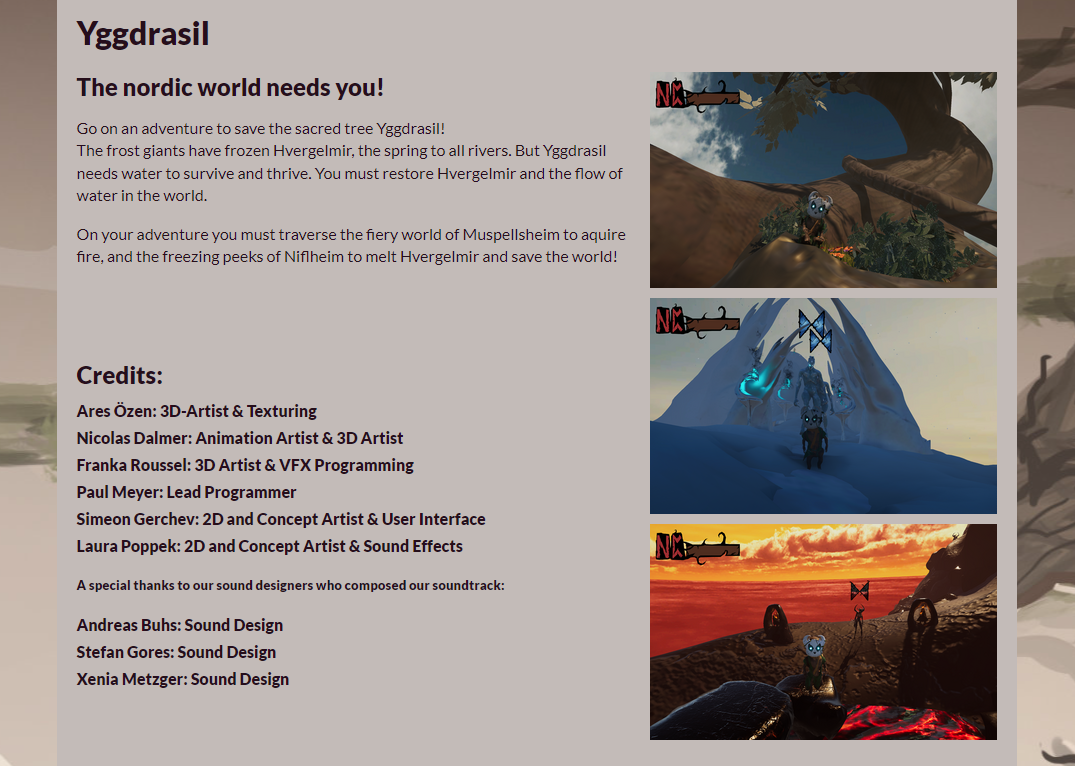 Yggdrasil
The nordic world needs you!
Go on an adventure to save the sacred tree Yggdrasil!
The frost giants have frozen Hvergelmir, the spring to all rivers. But Yggdrasil
needs water to survive and thrive. You must restore Hvergelmir and the flow of
water in the world.
On your adventure you must traverse the fiery world of Muspellsheim to aquire
fire, and the freezing peeks of Niflheim to melt Hvergelmir and save the world!
Credits:
Ares Özen: 3D-Artist & Texturing
Nicolas Dalmer: Animation Artist & 3D Artist
Franka Roussel: 3D Artist & VFX Programming
Paul Meyer: Lead Programmer
Simeon Gerchev: 2D and Concept Artist & User Interface
Laura Poppek: 2D and Concept Artist & Sound Effects
A special thanks to our sound designers who composed our soundtrack:
Andreas Buhs: Sound Design
Stefan Gores: Sound Design
Xenia Metzger: Sound Design